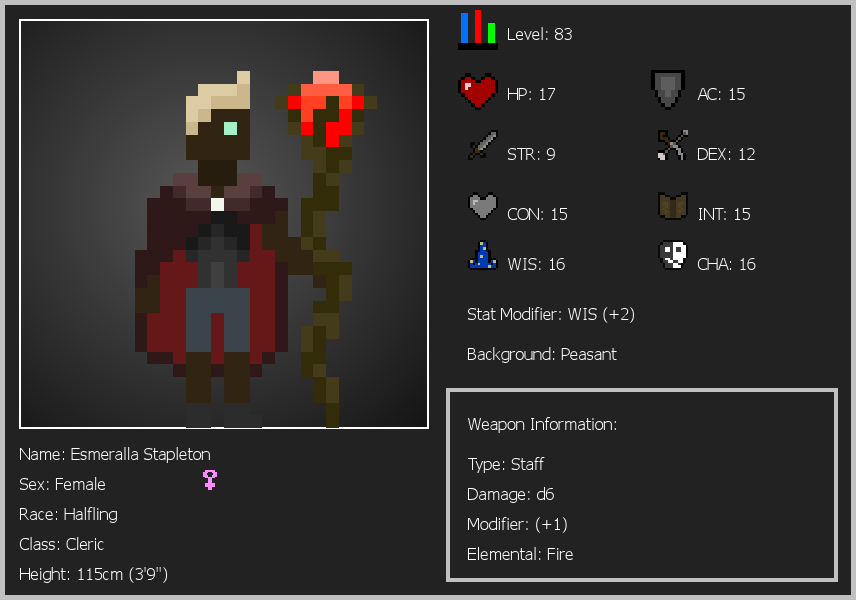 Level: 83
HP: 17
AC: 15
STR: 9
DEX: 12
CON: 15
INT: 15
WIS: 16
CHA: 16
Stat Modifier: WIS (+2)
Background: Peasant
Weapon Information:
Type: Staff
Damage: d6
Modifier: (+1)
Elemental: Fire
Name: Esmeralla Stapleton
Sex: Female
Race: Halfling
Class: Cleric
Height: 115cm (3'9")